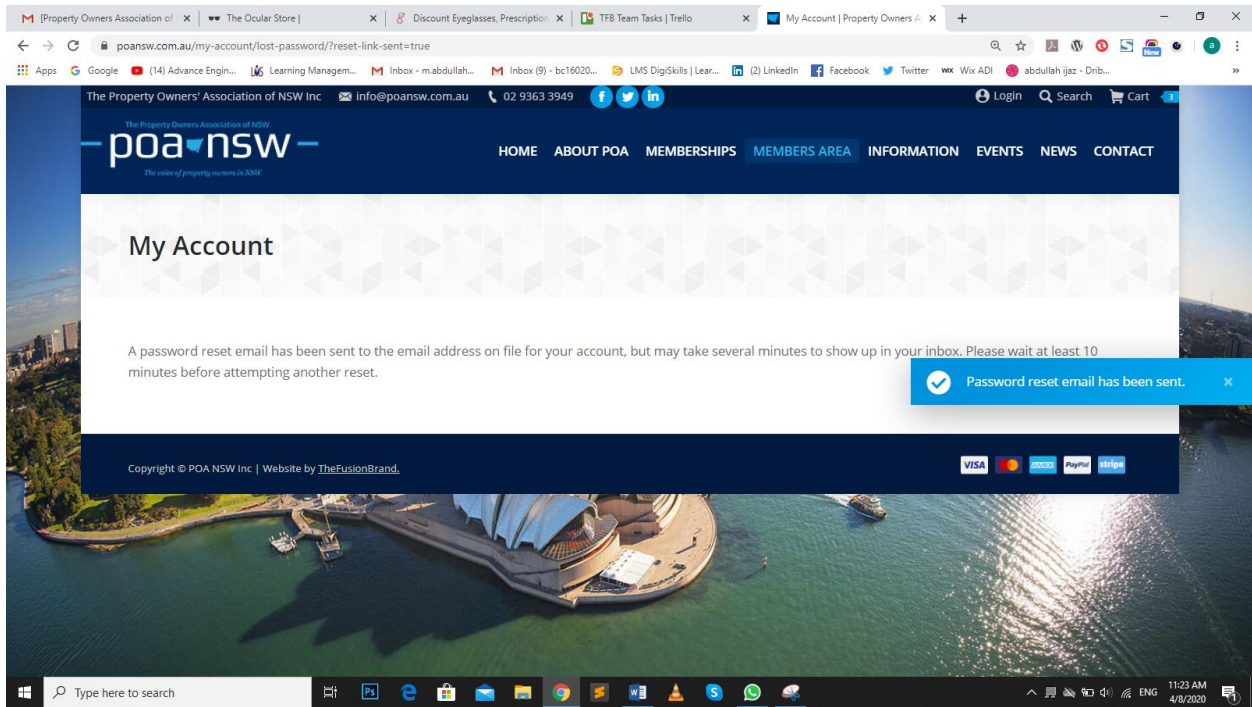 [Property Owners Association of
The Ocular Store |
Discount Eyeglasses, Prescription
TFB Team Tasks | Trello
My Account | Property Owners A
poansw.com.au/my-account/lost-password/?reset-link-sent=true
New
a
Apps
Google
(14) Advance Engin...
Learning Managem...
Inbox - m.abdullah...
Inbox (9) - bc16020...
LMS DigiSkills | Lear...
(2) LinkedIn
Facebook
Twitter
WIX Wix ADI
abdullah ijaz - Drib...
The Property Owners' Association of NSW Inc info@poansw.com.au 02 9363 3949
Login Search Cart 3
The Property Owners Association of NSW
poa nsw
The voice of property owners in NSW
HOME ABOUT POA MEMBERSHIPS MEMBERS AREA INFORMATION EVENTS NEWS CONTACT
My Account
A password reset email has been sent to the email address on file for your account, but may take several minutes to show up in your inbox. Please wait at least 10
minutes before attempting another reset.
Password reset email has been sent.
Copyright © POA NSW Inc | Website by TheFusionBrand.
VISA PayPal stripe
Type here to search
Ps
ENG
11:23 AM
4/8/2020
1